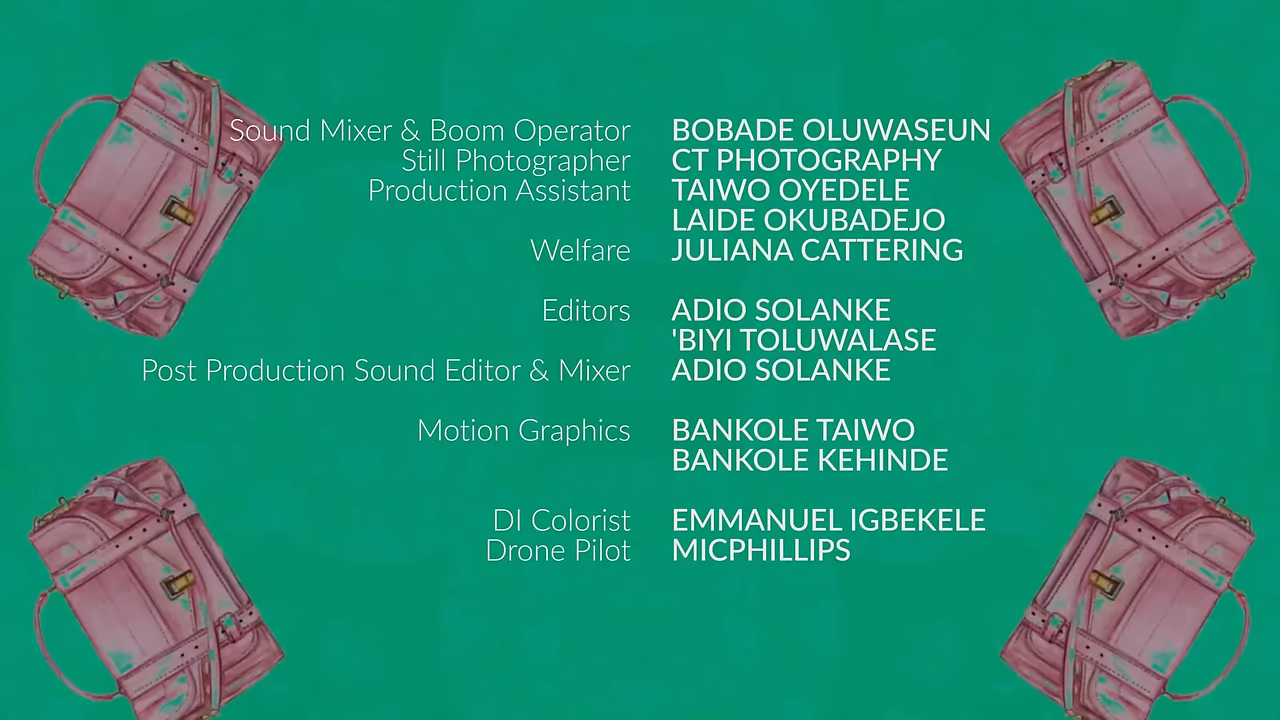 Sound Mixer & Boom Operator BOBADE OLUWASEUN
Still Photographer CT PHOTOGRAPHY
Production Assistant TAIWO OYEDELE
LAIDE OKUBADEJO
Welfare JULIANA CATTERING
Editors ADIO SOLANKE
'BIYI TOLUWALASE
Post Production Sound Editor & Mixer ADIO SOLANKE
Motion Graphics BANKOLE TAIWO
BANKOLE KEHINDE
DI Colorist EMMANUEL IGBEKELE
Drone Pilot MICPHILLIPS